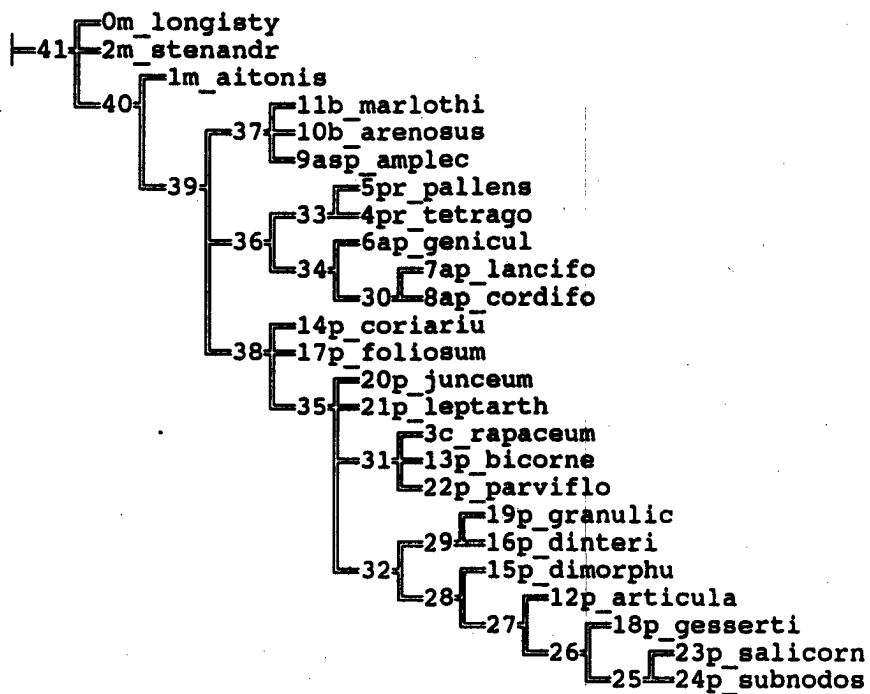 0m_longisty
41 2m_stenandr
1m_aitonis
40
11b_marlothi
37 10b_arenosus
9asp_amplec
39 5pr_pallens
33 4pr_tetrago
36 6ap_genicul
34 7ap_lancifo
30 8ap_cordifo
14p_coriariu
38 17p_foliosum
20p_junceum
35 21p_leptarth
3c_rapaceum
31 13p_bicorne
22p_parviflo
19p_granulic
29 16p_dinteri
32 15p_dimorphu
28 12p_articula
27 18p_gesserti
26 23p_salicorn
25 24p_subnodos